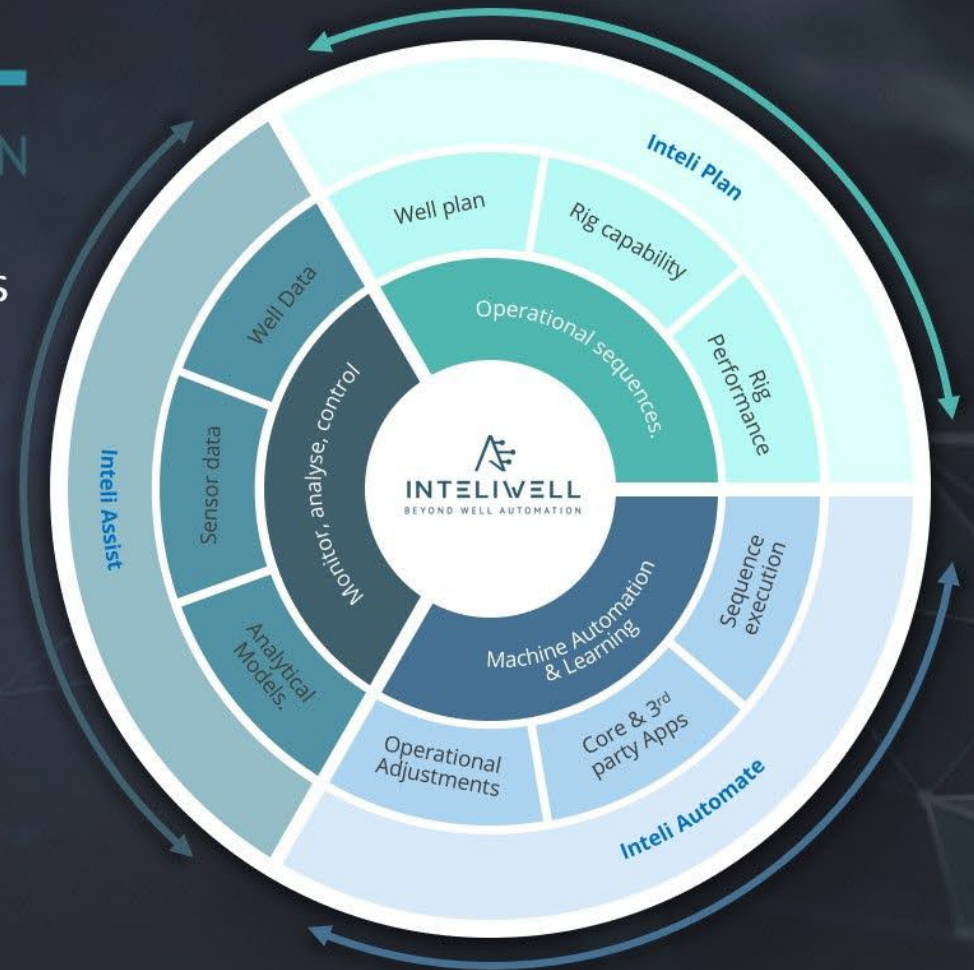 N
s
Inteli Plan
Well plan
Rig capability
Rig
Performance
Operational sequences.
Inteli Assist
Well Data
Sensor data
Analytical
Models.
Monitor, analyse, control
INTELIWELL
BEYOND WELL AUTOMATION
Machine Automation
& Learning
Sequence
execution
Core & 3rd
party Apps
Operational
Adjustments
Inteli Automate